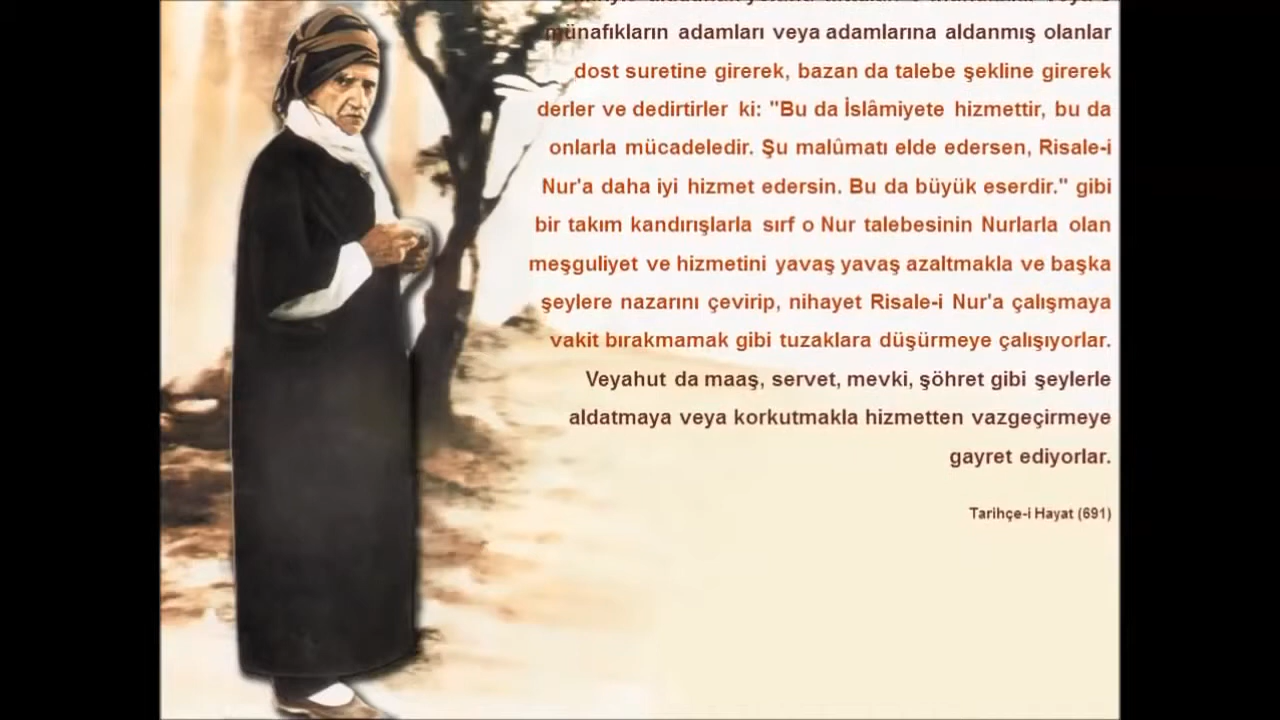 münafıkların adamları veya adamlarına aldanmış olanlar
dost suretine girerek, bazan da talebe şekline girerek
derler ve dedirtirler ki: "Bu da İslâmiyete hizmettir, bu da
onlarla mücadeledir. Şu malûmatı elde edersen, Risale-i
Nur'a daha iyi hizmet edersin. Bu da büyük eserdir." gibi
bir takım kandırışlarla sırf o Nur talebesinin Nurlarla olan
meşguliyet ve hizmetini yavaş yavaş azaltmakla ve başka
şeylere nazarını çevirip, nihayet Risale-i Nur'a çalışmaya
vakit bırakmamak gibi tuzaklara düşürmeye çalışıyorlar.
Veyahut da maaş, servet, mevki, şöhret gibi şeylerle
aldatmaya veya korkutmakla hizmetten vazgeçirmeye
gayret ediyorlar.
Tarihçe-i Hayat (691)